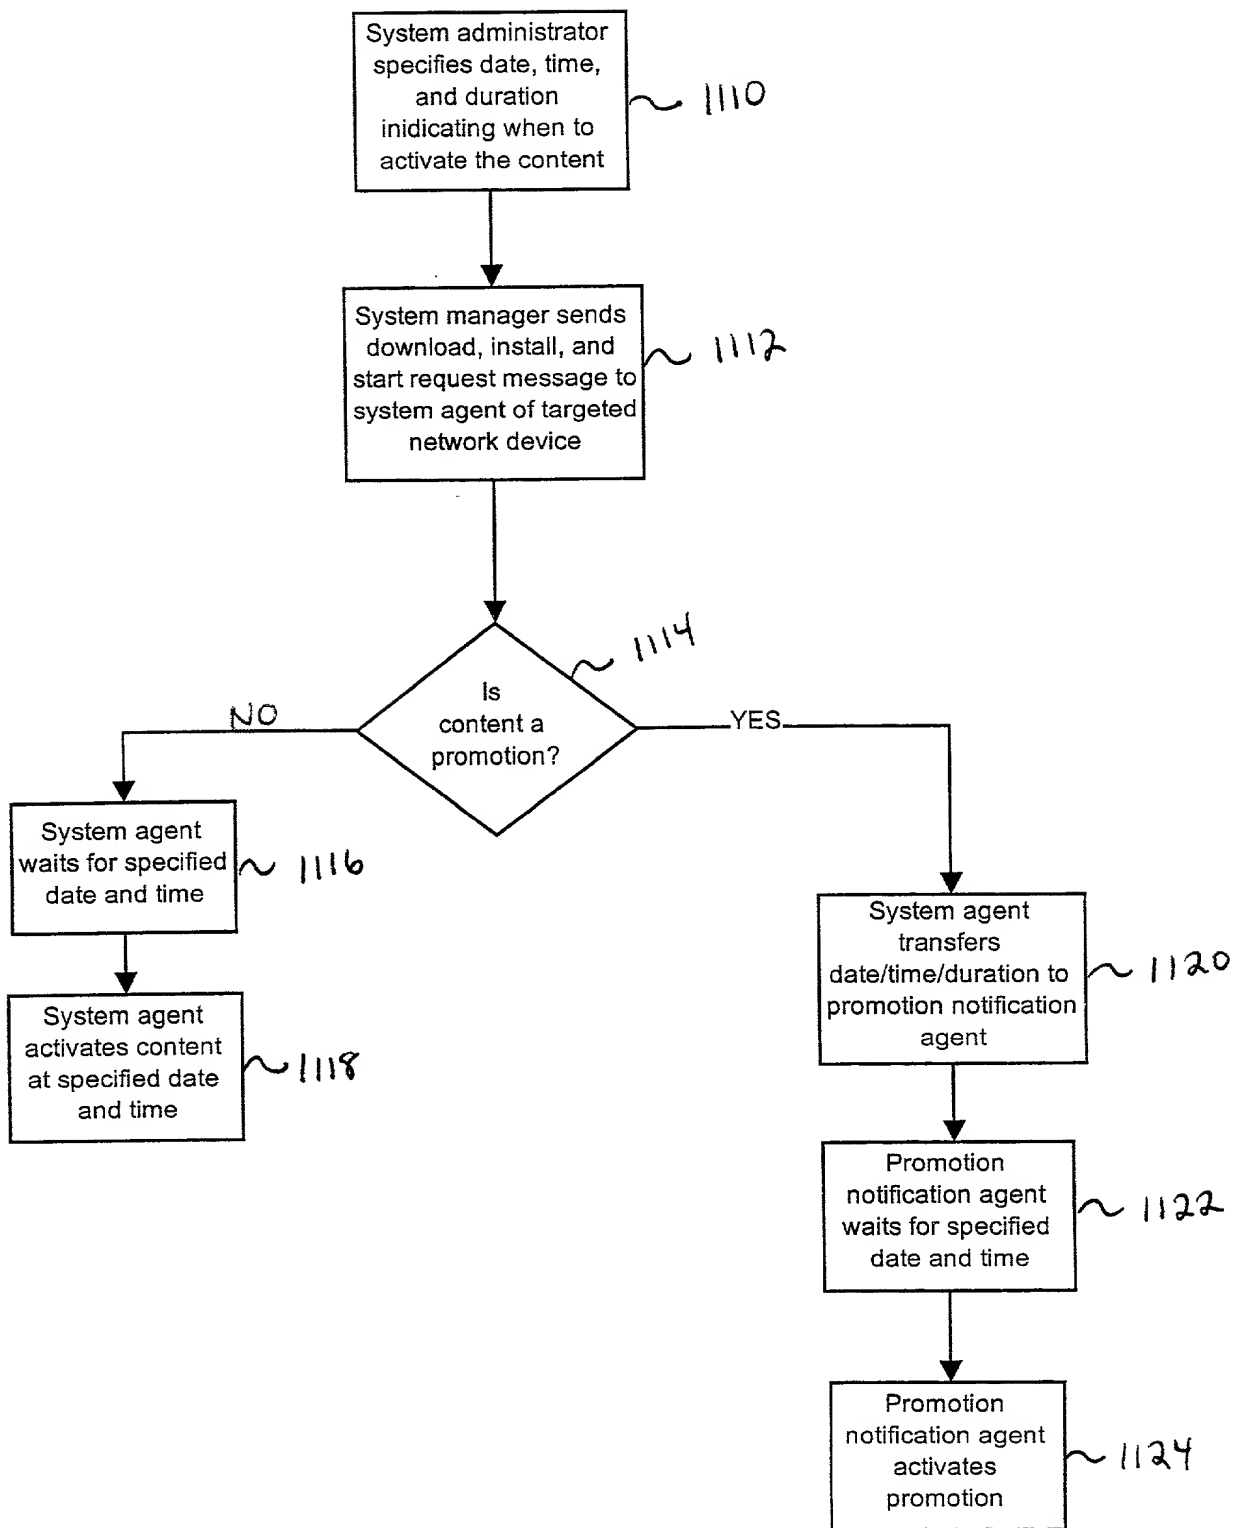 System administrator
specifies date, time,
and duration
inidicating when to
activate the content
1110
System manager sends
download, install, and
start request message to
system agent of targeted
network device
1112
Is
content a
promotion?
1114
NO
YES
System agent
waits for specified
date and time
1116
System agent
activates content
at specified date
and time
1118
System agent
transfers
date/time/duration to
promotion notification
agent
1120
Promotion
notification agent
waits for specified
date and time
1122
Promotion
notification agent
activates
promotion
1124